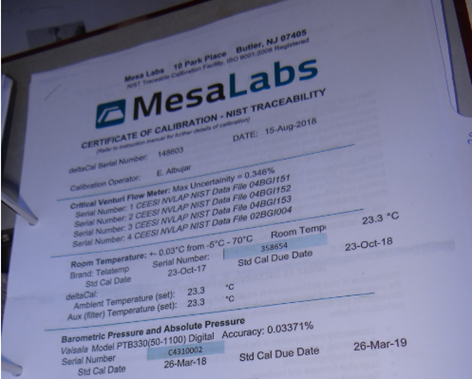 Mesa Labs 10 Park Place Butler, NJ 07405
NIST Traceable Calibration Facility, ISO 9001:2008 Registered
MesaLabs
CERTIFICATE OF CALIBRATION - NIST TRACEABILITY
(Refer to instruction manual for further details of calibration)
deltaCal Serial Number: 148603 DATE: 15-Aug-2018
Calibration Operator: E. Albujar
Critical Venturi Flow Meter: Max Uncertainty = 0.346%
Serial Number: 1 CEESI NVLAP NIST Data File 04BGI151
Serial Number: 2 CEESI NVLAP NIST Data File 04BGI152
Serial Number: 3 CEESI NVLAP NIST Data File 04BGI153
Serial Number: 4 CEESI NVLAP NIST Data File 02BGI004
Room Temperature: +- 0.03°C from -5°C - 70°C Room Temp: 23.3 °C
Brand: Telatemp Serial Number: 358654
Std Cal Date 23-Oct-17 Std Cal Due Date 23-Oct-18
deltaCal:
Ambient Temperature (set): 23.3 °C
Aux (filter) Temperature (set): 23.3 °C
Barometric Pressure and Absolute Pressure
Vaisala Model PTB330(50-1100) Digital Accuracy: 0.03371%
Serial Number C4310002
Std Cal Date 26-Mar-18 Std Cal Due Date 26-Mar-19